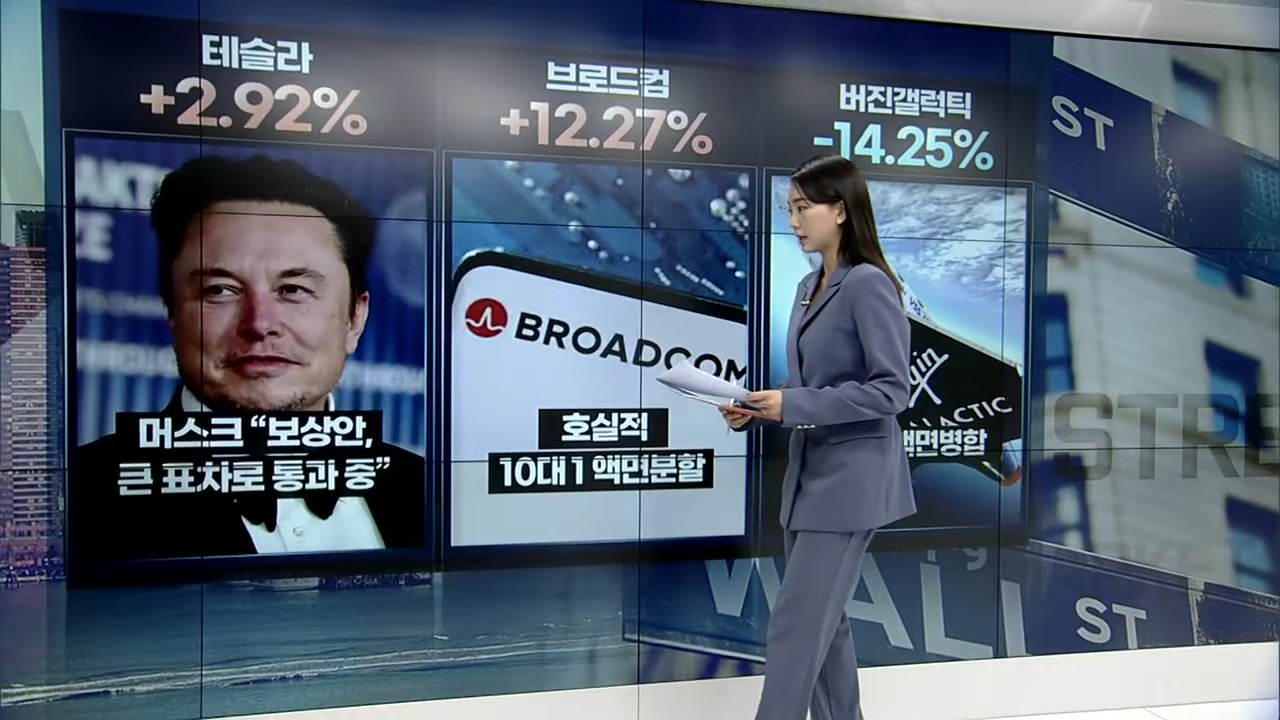 테슬라
+2.92%
머스크 “보상안,
큰 표차로 통과 중”
브로드컴
+12.27%
BROADCOM
호실적
10대 1 액면분할
버진갤럭틱
-14.25%
액면병합
ST
WALL ST